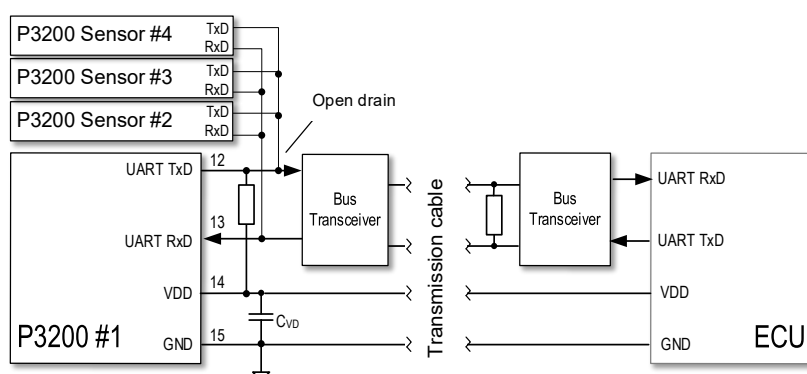 P3200 Sensor #4
TxD
RxD
P3200 Sensor #3
TxD
RxD
P3200 Sensor #2
TxD
RxD
Open drain
UART TxD
12
Bus
Transceiver
13
UART RxD
VDD
14
CVD
P3200 #1
GND
15
Transmission cable
Bus
Transceiver
UART RxD
UART TxD
VDD
GND
ECU